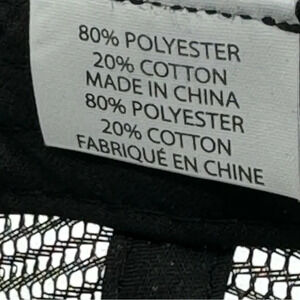 80% POLYESTER
20% COTTON
MADE IN CHINA
80% POLYESTER
20% COTTON
FABRIQUÉ EN CHINE